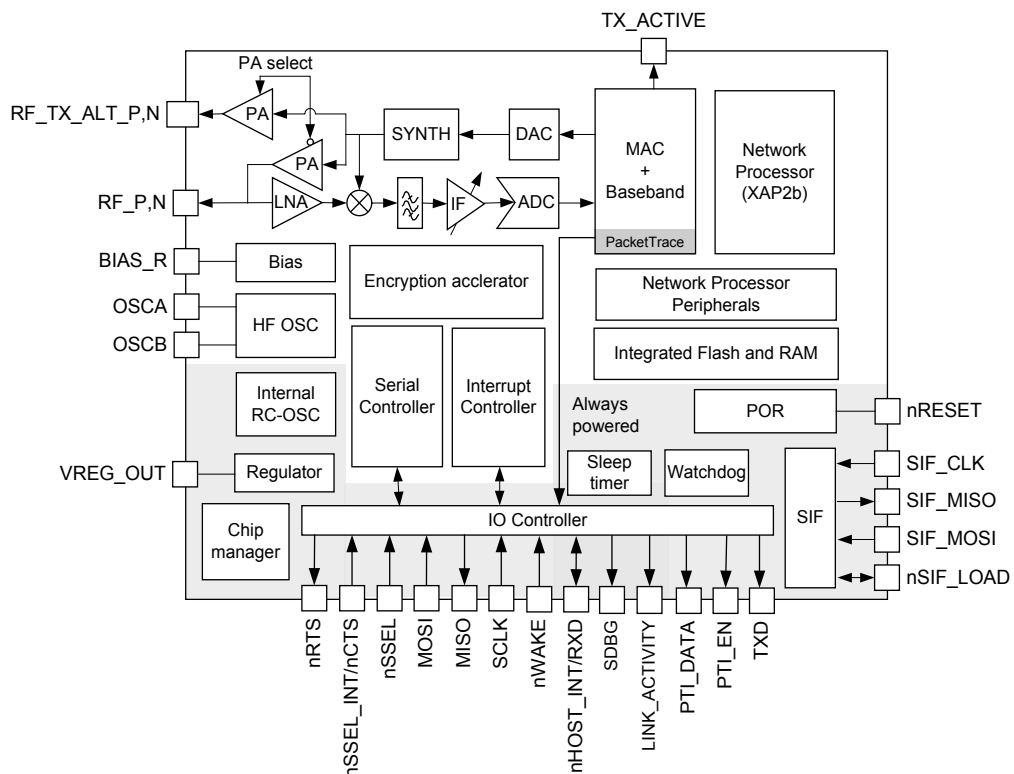 TX_ACTIVE
PA select
RF_TX_ALT_P,N
PA
SYNTH
DAC
MAC
+
Baseband
Network
Processor
(XAP2b)
PA
RF_P,N
LNA
IF
ADC
PacketTrace
BIAS_R
Bias
Encryption acclerator
Network Processor
Peripherals
OSCA
HF OSC
OSCB
Integrated Flash and RAM
Serial
Controller
Interrupt
Controller
Internal
RC-OSC
Always
powered
POR
nRESET
VREG_OUT
Regulator
Sleep
timer
Watchdog
SIF_CLK
SIF_MISO
SIF
IO Controller
Chip
manager
SIF_MOSI
nSIF_LOAD
nRTS
nSSEL_INT/nCTS
nSSEL
MOSI
MISO
SCLK
nWAKE
nHOST_INT/RXD
SDBG
LINK_ACTIVITY
PTI_DATA
PTI_EN
TXD